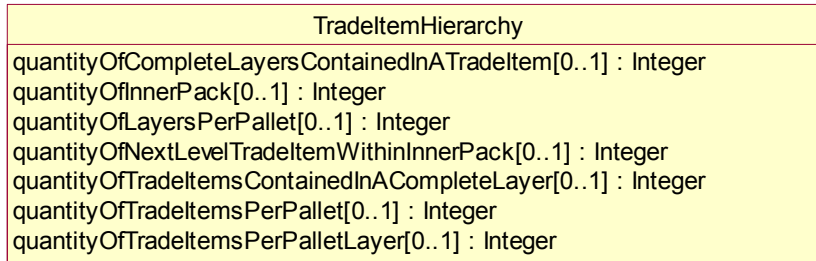 TradeItemHierarchy
quantityOfCompleteLayersContainedInATradeItem[0..1] : Integer
quantityOfInnerPack[0..1] : Integer
quantityOfLayersPerPallet[0..1] : Integer
quantityOfNextLevelTradeItemWithinInnerPack[0..1] : Integer
quantityOfTradeItemsContainedInACompleteLayer[0..1] : Integer
quantityOfTradeItemsPerPallet[0..1] : Integer
quantityOfTradeItemsPerPalletLayer[0..1] : Integer